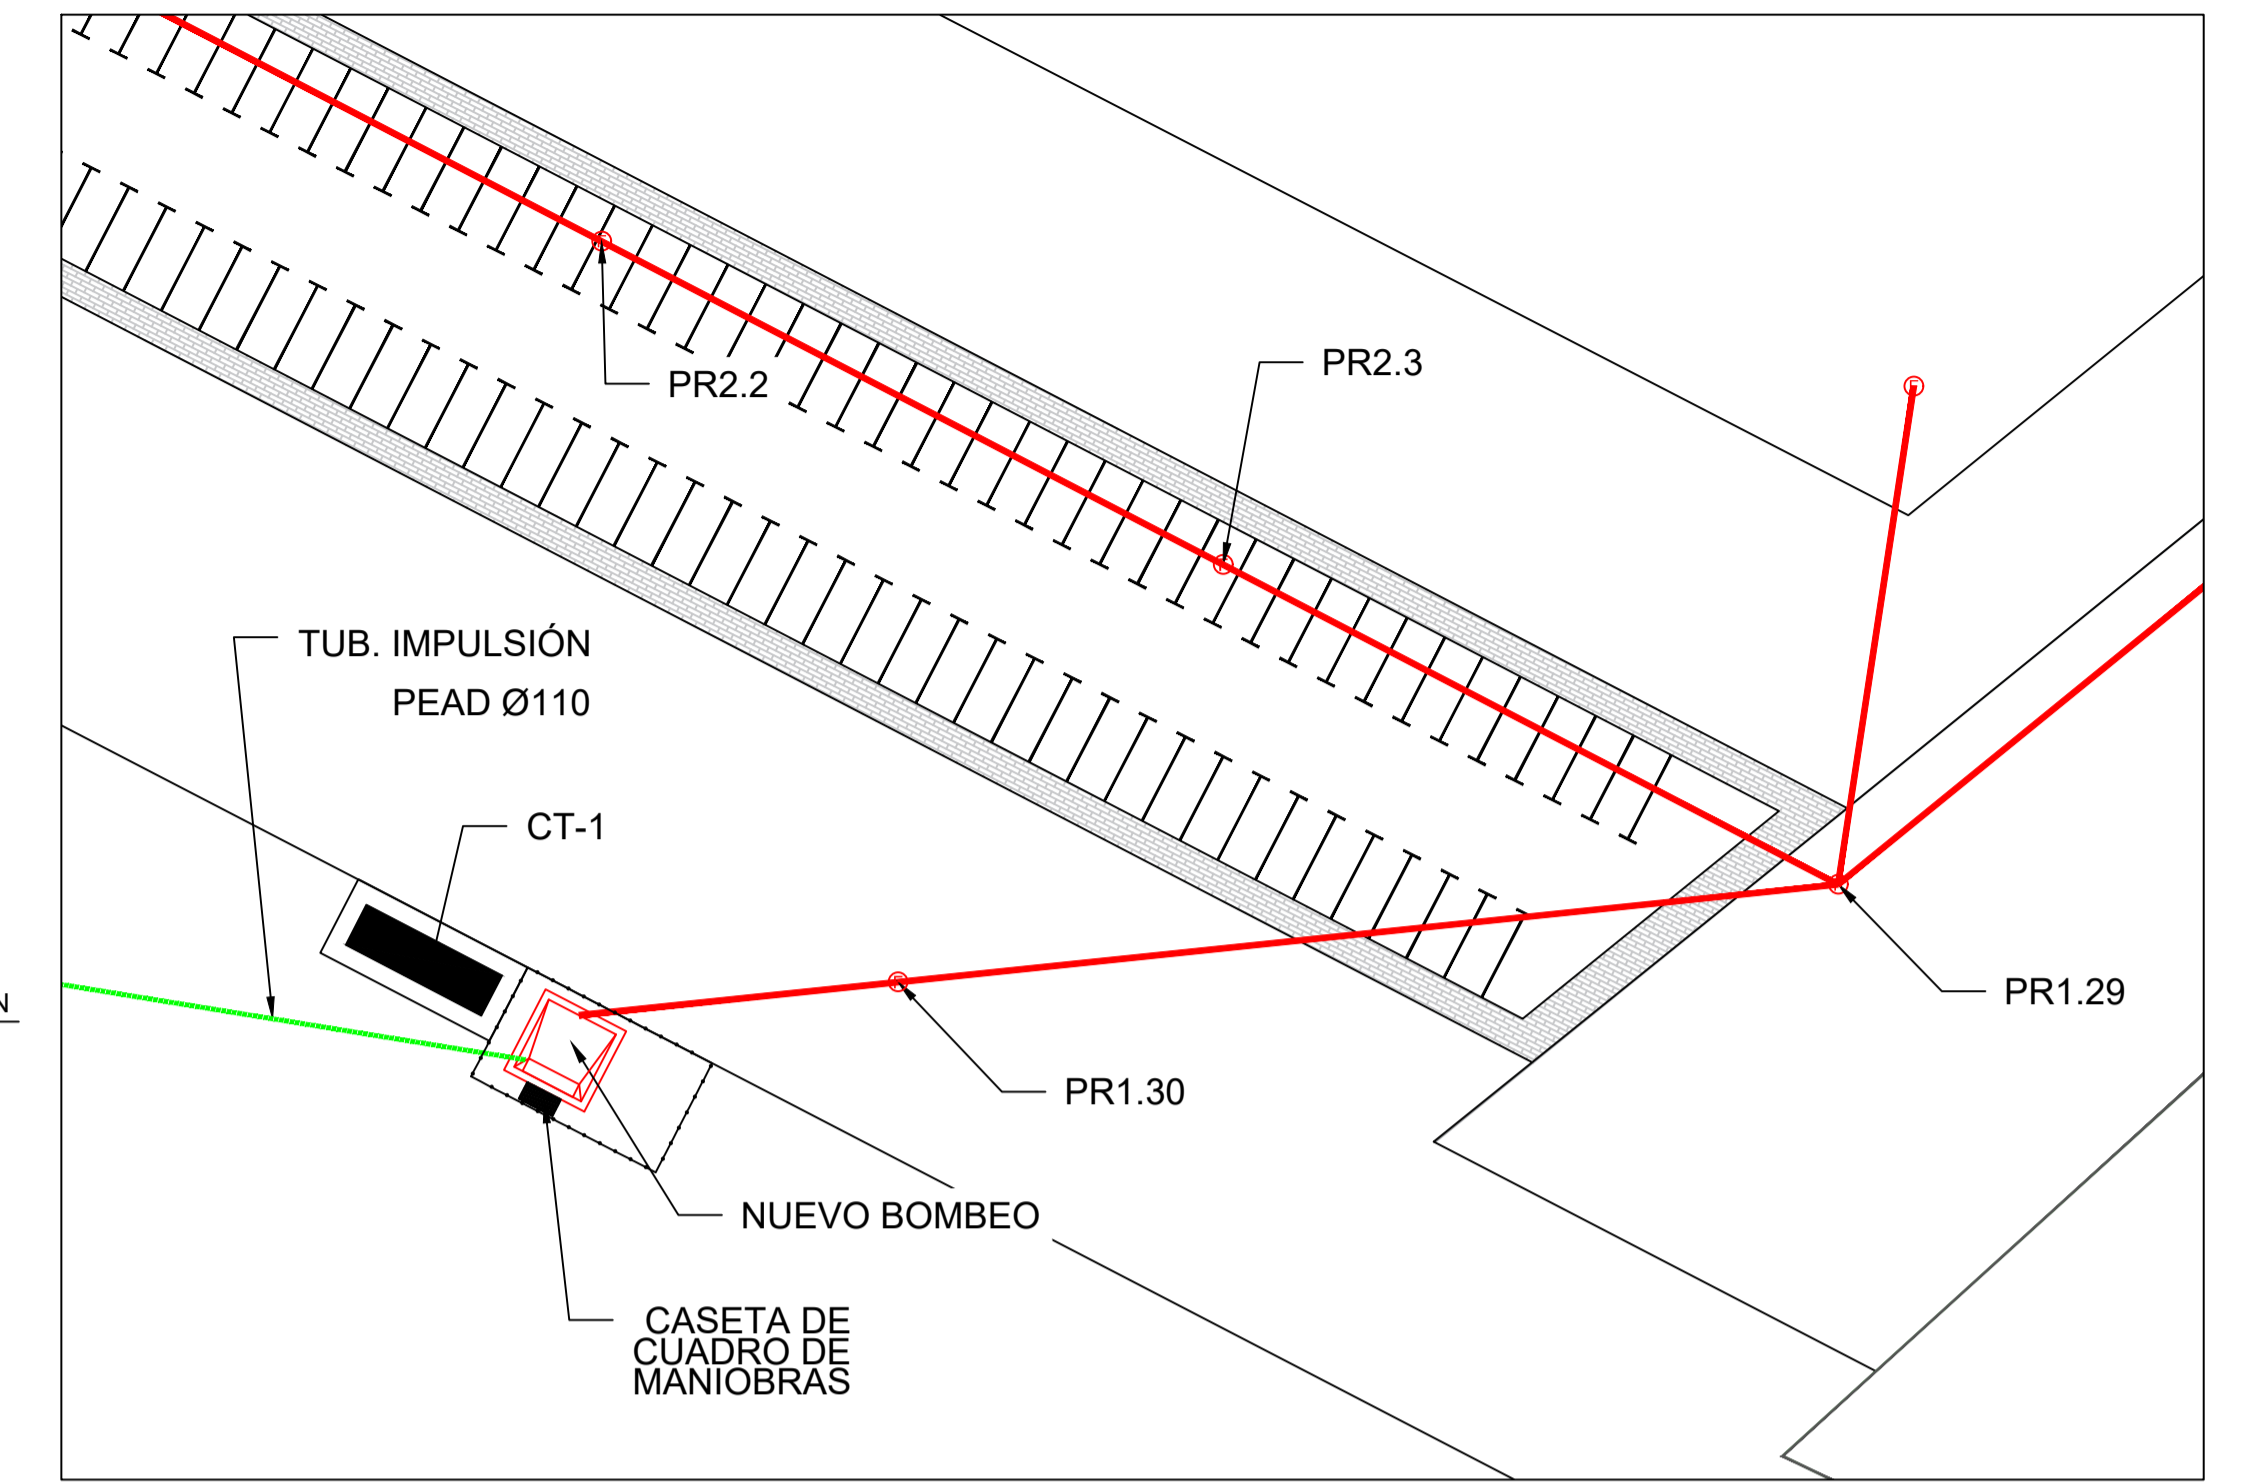 PR2.2
PR2.3
TUB. IMPULSIÓN
PEAD Ø110
CT-1
N
PR1.29
PR1.30
NUEVO BOMBEO
CASETA DE
CUADRO DE
MANIOBRAS